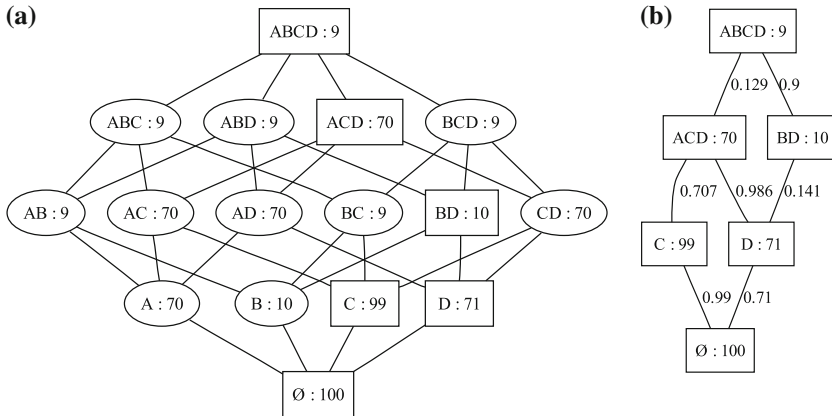 (a)
ABCD : 9
ABC : 9 ABD : 9 ACD : 70 BCD : 9
AB : 9 AC : 70 AD : 70 BC : 9 BD : 10 CD : 70
A : 70 B : 10 C : 99 D : 71
Ø : 100
(b)
ABCD : 9
0.129 0.9
ACD : 70 BD : 10
0.707 0.986 0.141
C : 99 D : 71
0.99 0.71
Ø : 100